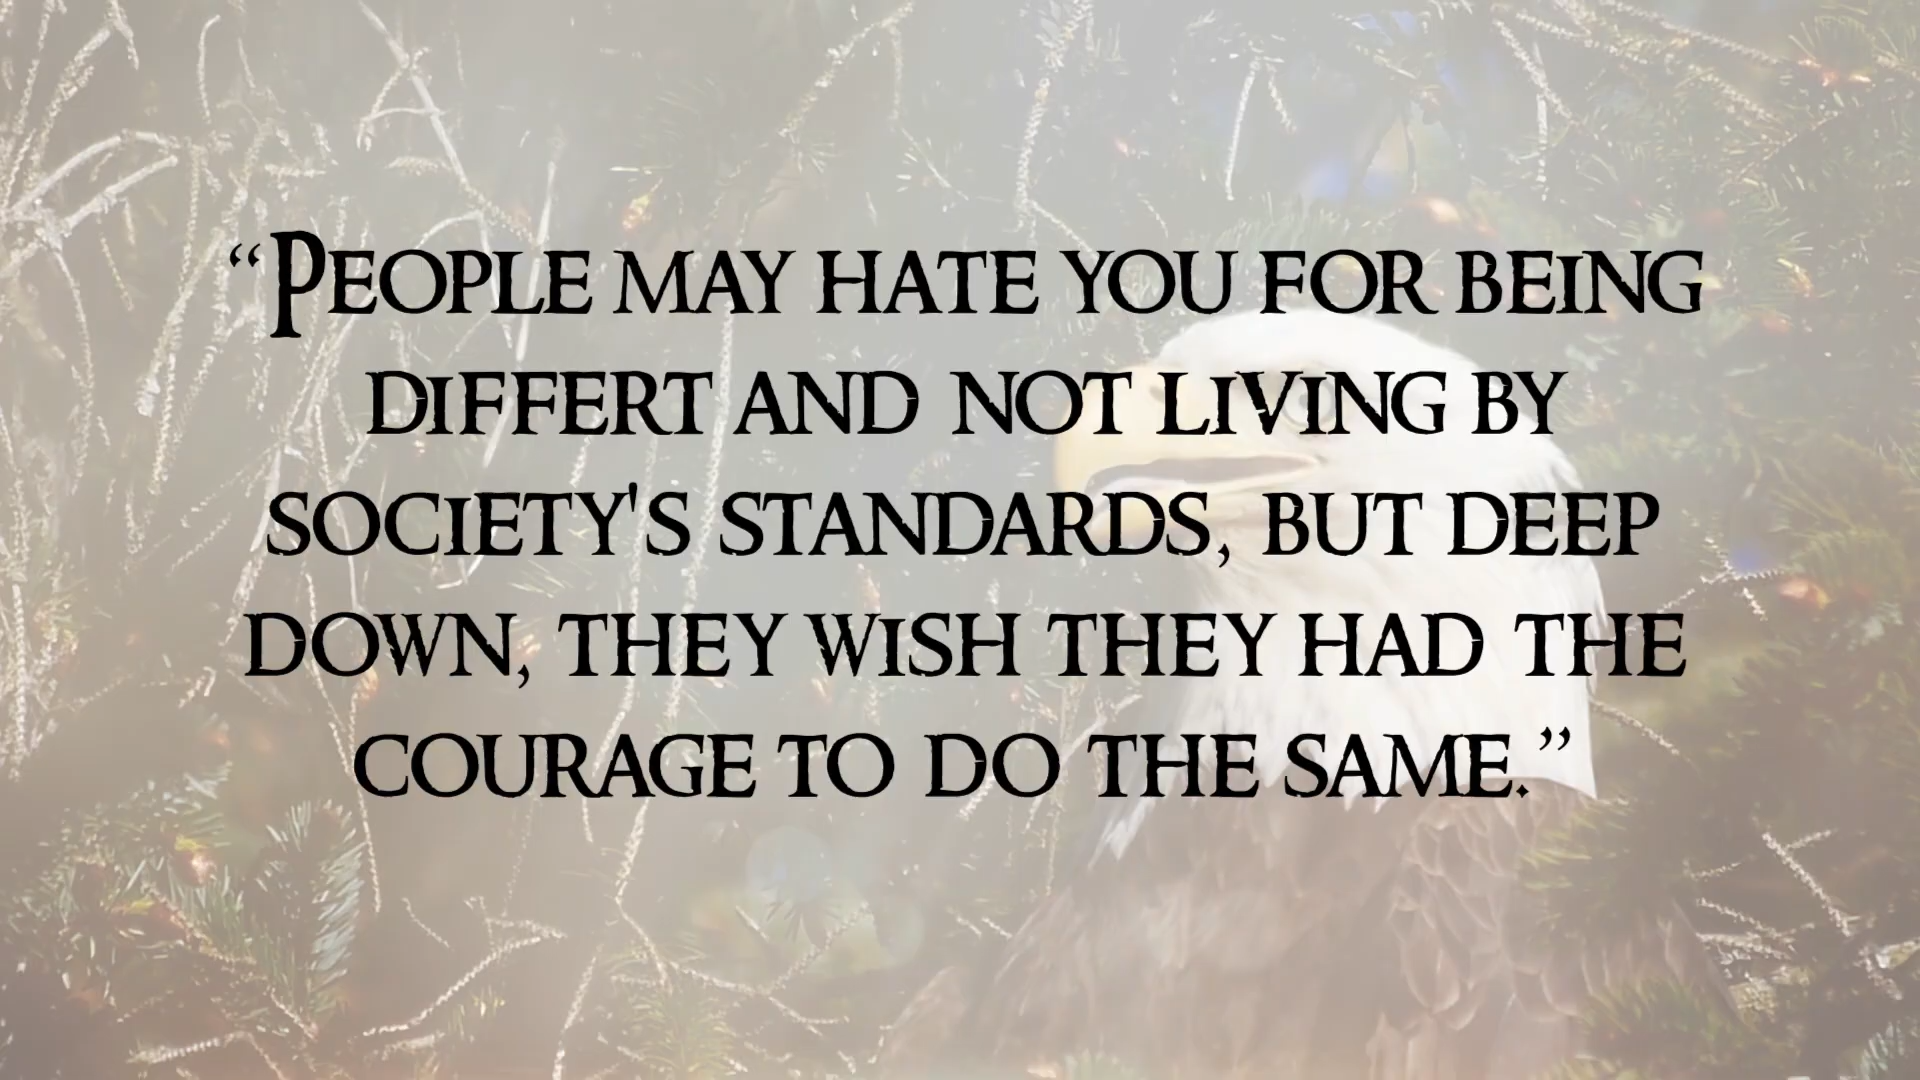 “People may hate you for being
differt and not living by
society's standards, but deep
down, they wish they had the
courage to do the same.”